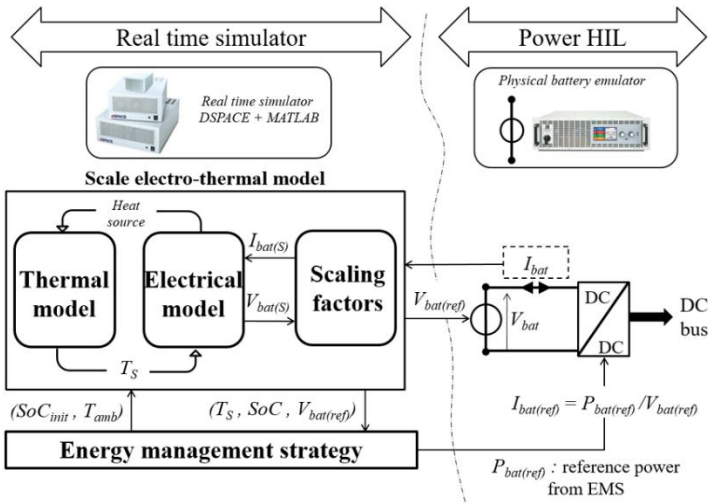 Real time simulator
Power HIL
Real time simulator
DSPACE + MATLAB
Physical battery emulator
Scale electro-thermal model
Heat
source
Thermal
model
Electrical
model
Scaling
factors
I_bat(S)
V_bat(S)
T_S
V_bat(ref)
I_bat
V_bat
DC
DC
DC
bus
(SoC_init , T_amb)
(T_S , SoC , V_bat(ref))
I_bat(ref) = P_bat(ref) /V_bat(ref)
Energy management strategy
P_bat(ref) : reference power
from EMS